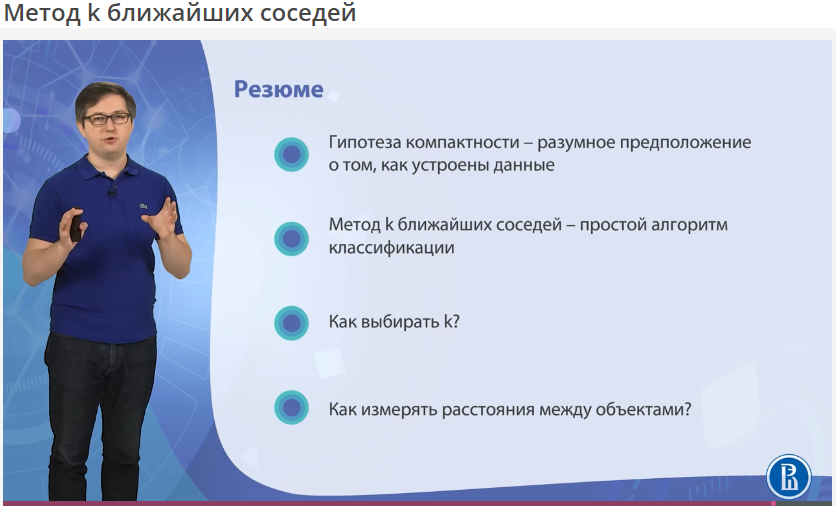 Метод k ближайших соседей
Резюме
Гипотеза компактности – разумное предположение
о том, как устроены данные
Метод k ближайших соседей – простой алгоритм
классификации
Как выбирать k?
Как измерять расстояния между объектами?